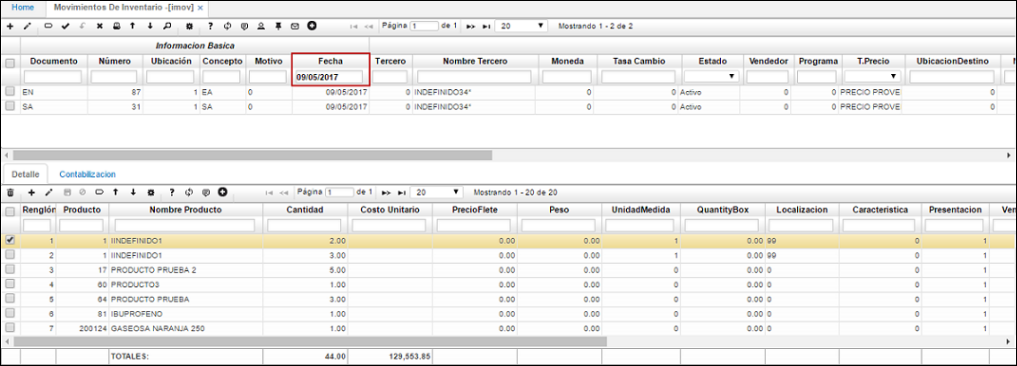 Home Movimientos De Inventario -[imov] ×
Página 1 de 1 20 Mostrando 1 - 2 de 2
Informacion Basica
Documento Número Ubicación Concepto Motivo Fecha Tercero Nombre Tercero Moneda Tasa Cambio Estado Vendedor Programa T.Precio UbicacionDestino
09/05/2017
EN 87 1 EA 0 09/05/2017 0 INDEFINIDO34* 0 0 Activo 0 0 PRECIO PROVE 0
SA 31 1 SA 0 09/05/2017 0 INDEFINIDO34* 0 0 Activo 0 0 PRECIO PROVE 0
Detalle Contabilizacion
Página 1 de 1 20 Mostrando 1 - 20 de 20
Renglón Producto Nombre Producto Cantidad Costo Unitario PrecioFlete Peso UnidadMedida QuantityBox Localizacion Caracteristica Presentacion Ven
1 1 IINDEFINIDO1 2.00 0.00 0.00 1 0.00 99 0 1
2 1 IINDEFINIDO1 3.00 0.00 0.00 1 0.00 99 0 1
3 17 PRODUCTO PRUEBA 2 5.00 0.00 0.00 0 0.00 0 0 1
4 60 PRODUCTO3 1.00 0.00 0.00 0 0.00 0 0 1
5 64 PRODUCTO PRUEBA 3.00 0.00 0.00 0 0.00 0 0 1
6 81 IBUPROFENO 1.00 0.00 0.00 0 0.00 0 0 1
7 200124 GASEOSA NARANJA 250 1.00 0.00 0.00 0 0.00 0 0 1
TOTALES: 44.00 129,553.85